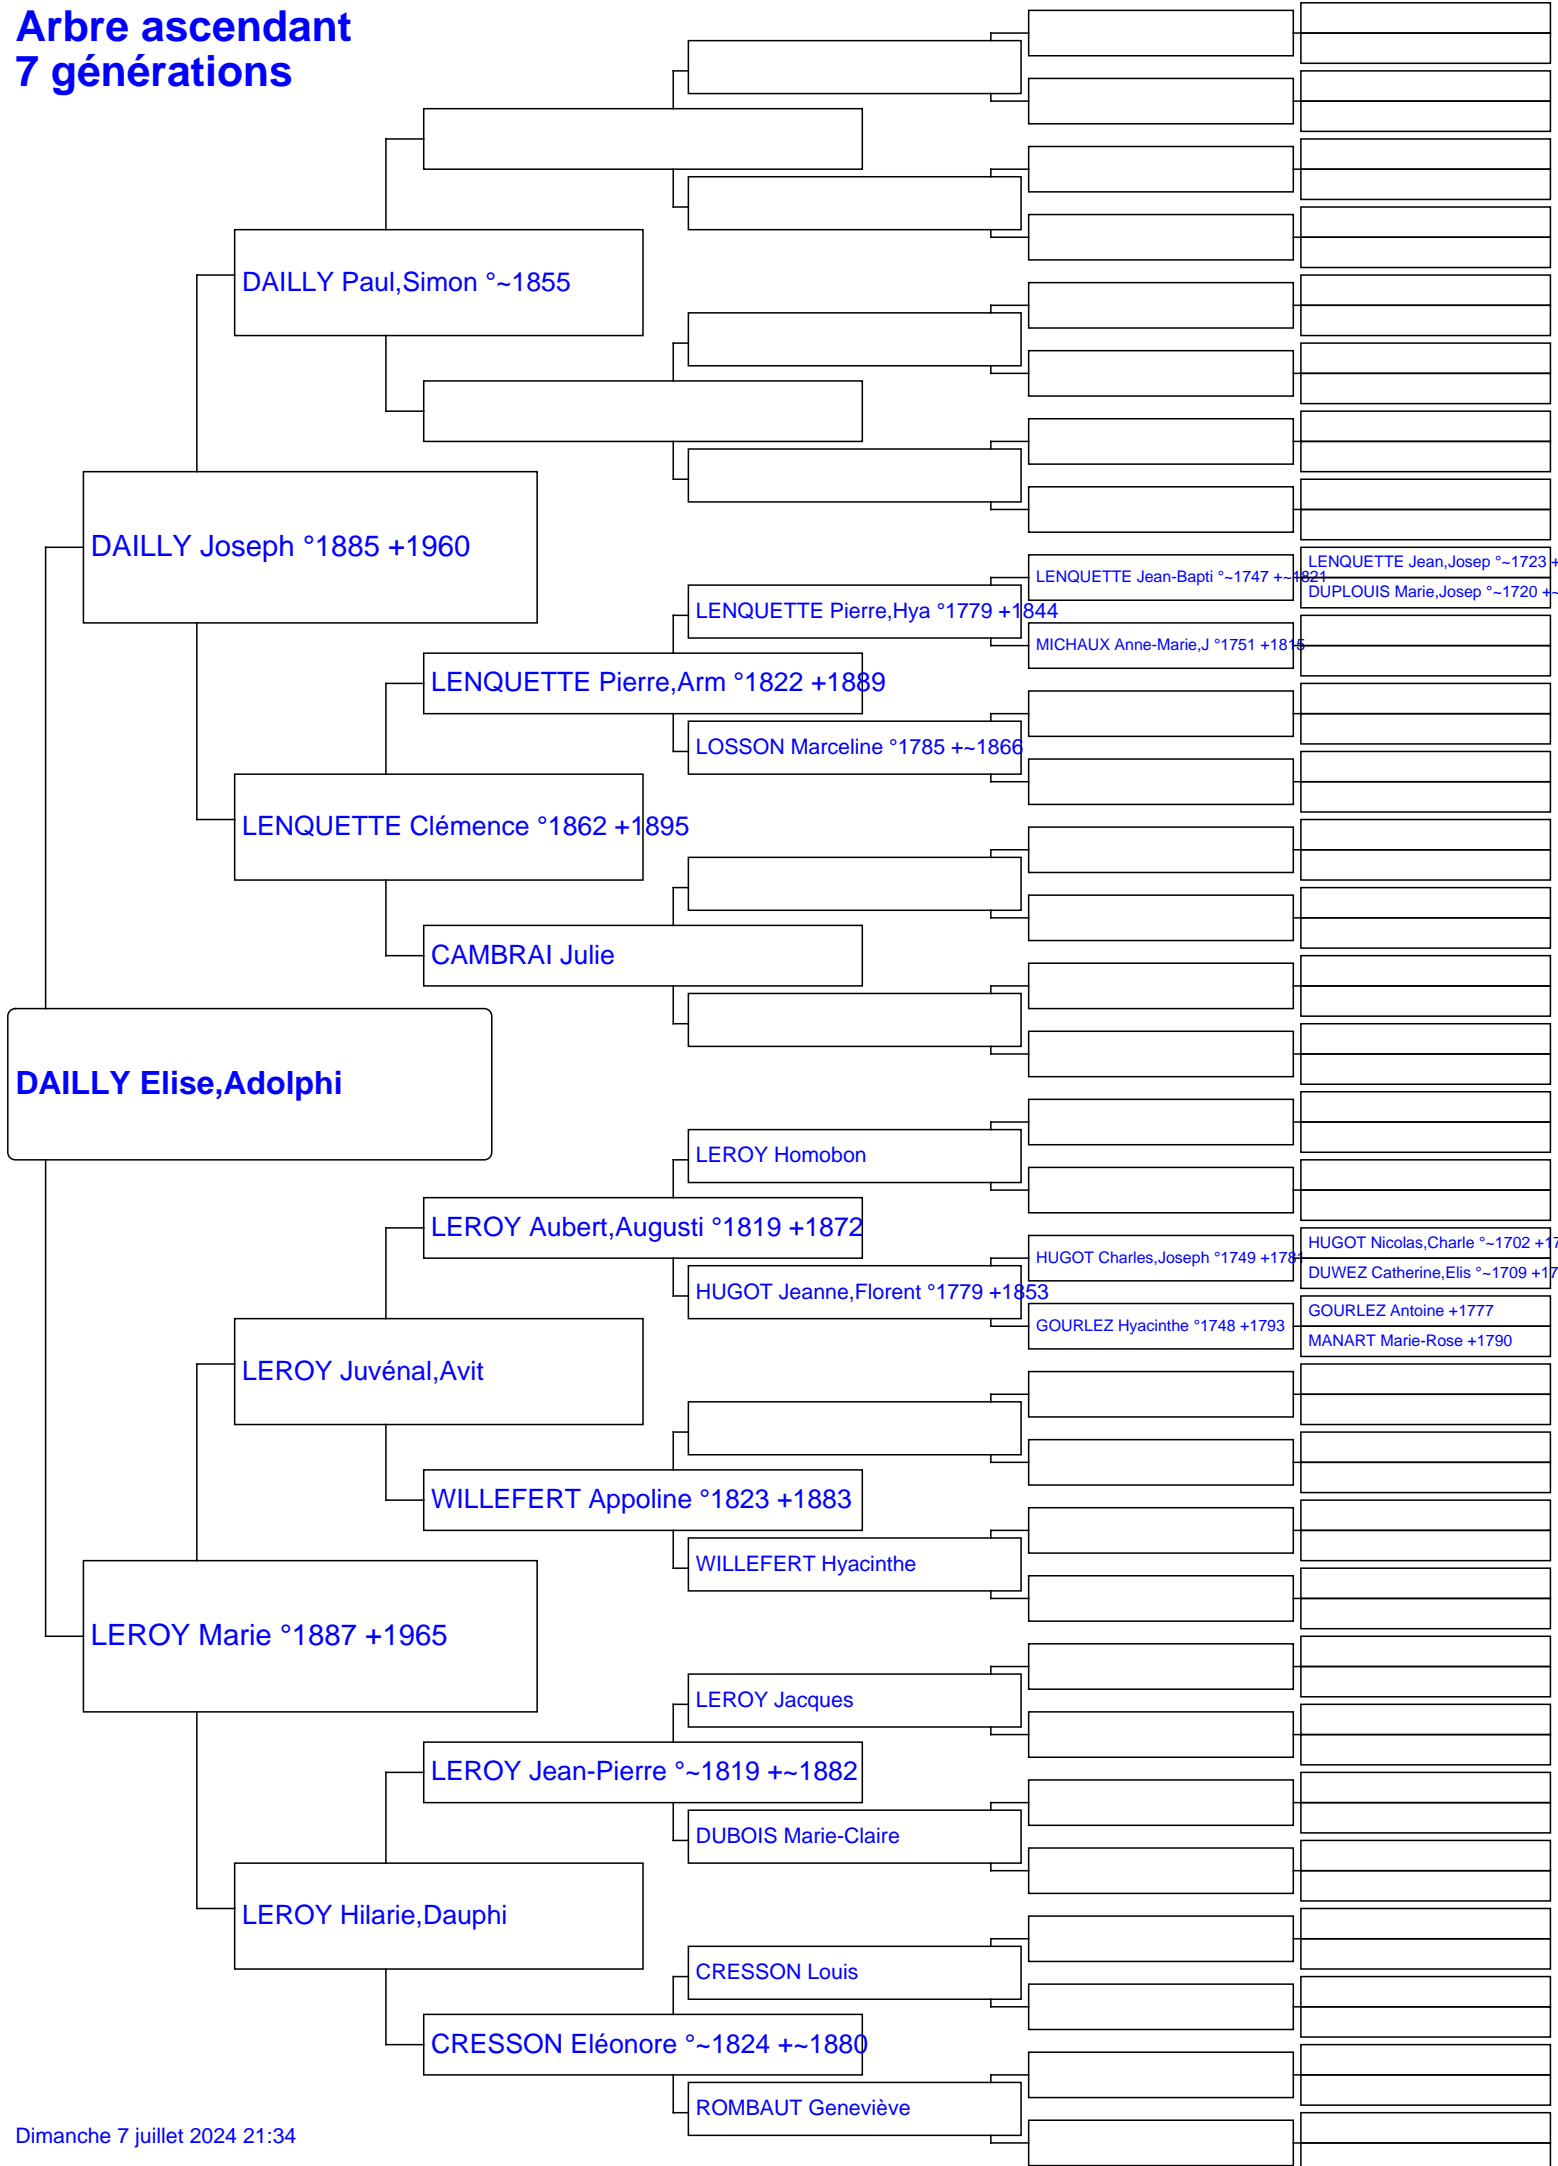 Arbre ascendant
7 générations
DAILLY Paul,Simon °~1855
DAILLY Joseph °1885 +1960
LENQUETTE Jean-Bapti °~1747 +~1821
LENQUETTE Jean,Josep °~1723 +
DUPLOUIS Marie,Josep °~1720 +~
LENQUETTE Pierre,Hya °1779 +1844
MICHAUX Anne-Marie,J °1751 +1815
LENQUETTE Pierre,Arm °1822 +1889
LOSSON Marceline °1785 +~1866
LENQUETTE Clémence °1862 +1895
CAMBRAI Julie
DAILLY Elise,Adolphi
LEROY Homobon
LEROY Aubert,Augusti °1819 +1872
HUGOT Charles,Joseph °1749 +1781
HUGOT Nicolas,Charle °~1702 +17
DUWEZ Catherine,Elis °~1709 +17
HUGOT Jeanne,Florent °1779 +1853
GOURLEZ Hyacinthe °1748 +1793
GOURLEZ Antoine +1777
MANART Marie-Rose +1790
LEROY Juvénal,Avit
WILLEFERT Appoline °1823 +1883
WILLEFERT Hyacinthe
LEROY Marie °1887 +1965
LEROY Jacques
LEROY Jean-Pierre °~1819 +~1882
DUBOIS Marie-Claire
LEROY Hilarie,Dauphi
CRESSON Louis
CRESSON Eléonore °~1824 +~1880
ROMBAUT Geneviève
Dimanche 7 juillet 2024 21:34